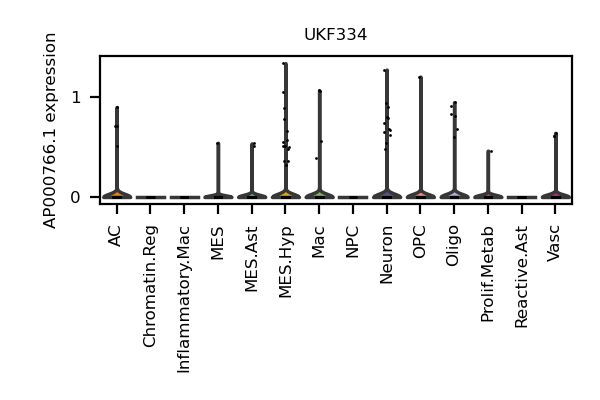 UKF334
AP000766.1 expression
1
0
AC
Chromatin.Reg
Inflammatory.Mac
MES
MES.Ast
MES.Hyp
Mac
NPC
Neuron
OPC
Oligo
Prolif.Metab
Reactive.Ast
Vasc